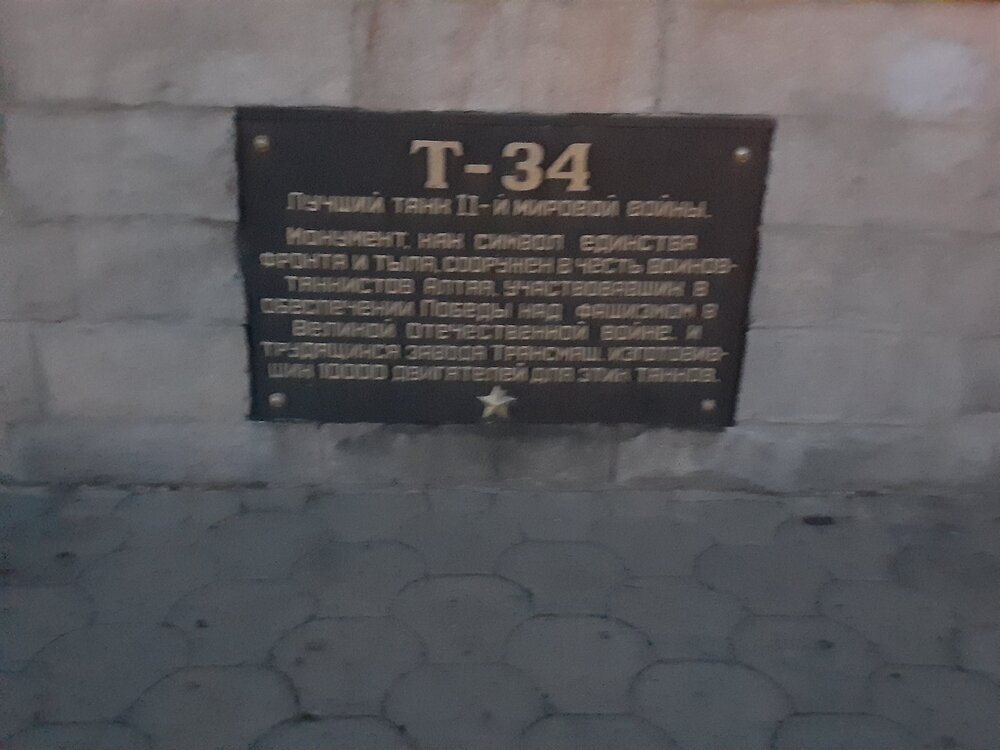 Т-34
Лучший танк II-й мировой войны.
Монумент, как символ единства
фронта и тыла, сооружен в честь воинов-
танкистов Алтая, участвовавших в
обеспечении Победы над фашизмом в
Великой Отечественной войне, и
трудящихся завода Трансмаш, изготовив-
ших 10000 двигателей для этих танков.